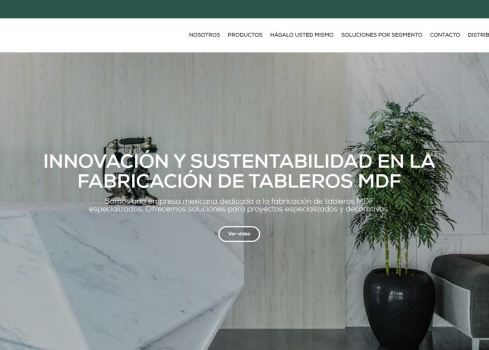 NOSOTROS PRODUCTOS HÁGALO USTED MISMO SOLUCIONES POR SEGMENTO CONTACTO DISTRIB
INNOVACIÓN Y SUSTENTABILIDAD EN LA
FABRICACIÓN DE TABLEROS MDF
Somos una empresa mexicana dedicada a la fabricación de tableros MDF
especializados. Ofrecemos soluciones para proyectos especializados y decorativos.
Ver video